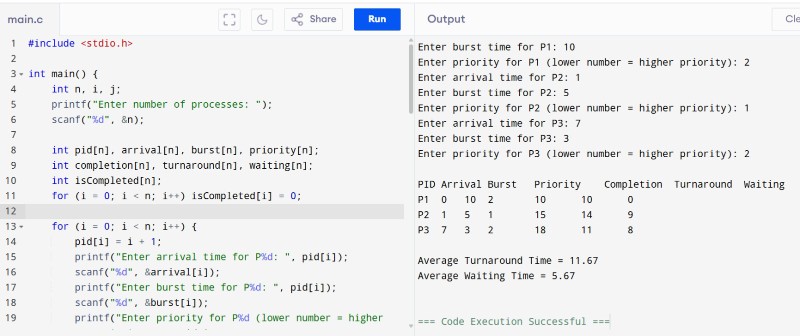 main.c
Share
Run
Output
Cle
1 #include <stdio.h>
2
3 int main() {
4 int n, i, j;
5 printf("Enter number of processes: ");
6 scanf("%d", &n);
7
8 int pid[n], arrival[n], burst[n], priority[n];
9 int completion[n], turnaround[n], waiting[n];
10 int isCompleted[n];
11 for (i = 0; i < n; i++) isCompleted[i] = 0;
12
13 for (i = 0; i < n; i++) {
14 pid[i] = i + 1;
15 printf("Enter arrival time for P%d: ", pid[i]);
16 scanf("%d", &arrival[i]);
17 printf("Enter burst time for P%d: ", pid[i]);
18 scanf("%d", &burst[i]);
19 printf("Enter priority for P%d (lower number = higher
Enter burst time for P1: 10
Enter priority for P1 (lower number = higher priority): 2
Enter arrival time for P2: 1
Enter burst time for P2: 5
Enter priority for P2 (lower number = higher priority): 1
Enter arrival time for P3: 7
Enter burst time for P3: 3
Enter priority for P3 (lower number = higher priority): 2
PID Arrival Burst Priority Completion Turnaround Waiting
P1 0 10 2 10 10 0
P2 1 5 1 15 14 9
P3 7 3 2 18 11 8
Average Turnaround Time = 11.67
Average Waiting Time = 5.67
=== Code Execution Successful ===